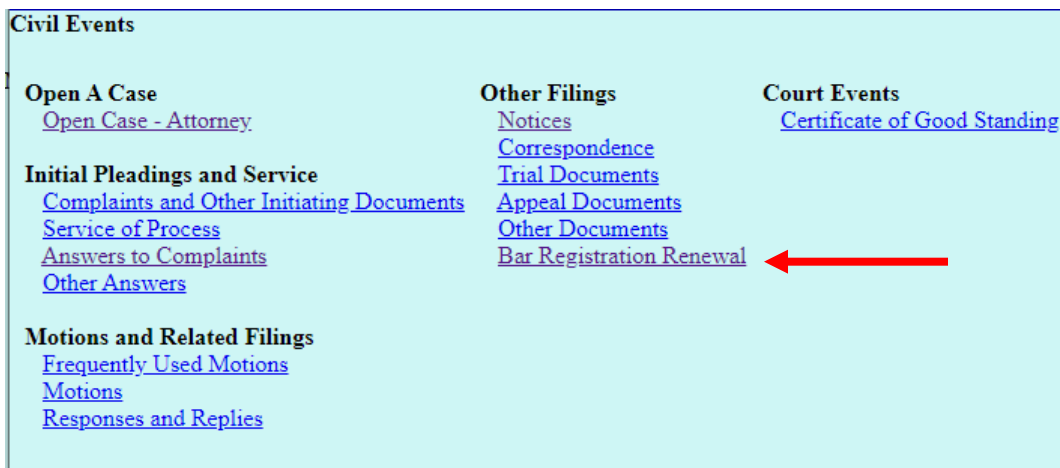 Civil Events
Open A Case
Open Case - Attorney
Initial Pleadings and Service
Complaints and Other Initiating Documents
Service of Process
Answers to Complaints
Other Answers
Motions and Related Filings
Frequently Used Motions
Motions
Responses and Replies
Other Filings
Notices
Correspondence
Trial Documents
Appeal Documents
Other Documents
Bar Registration Renewal
Court Events
Certificate of Good Standing